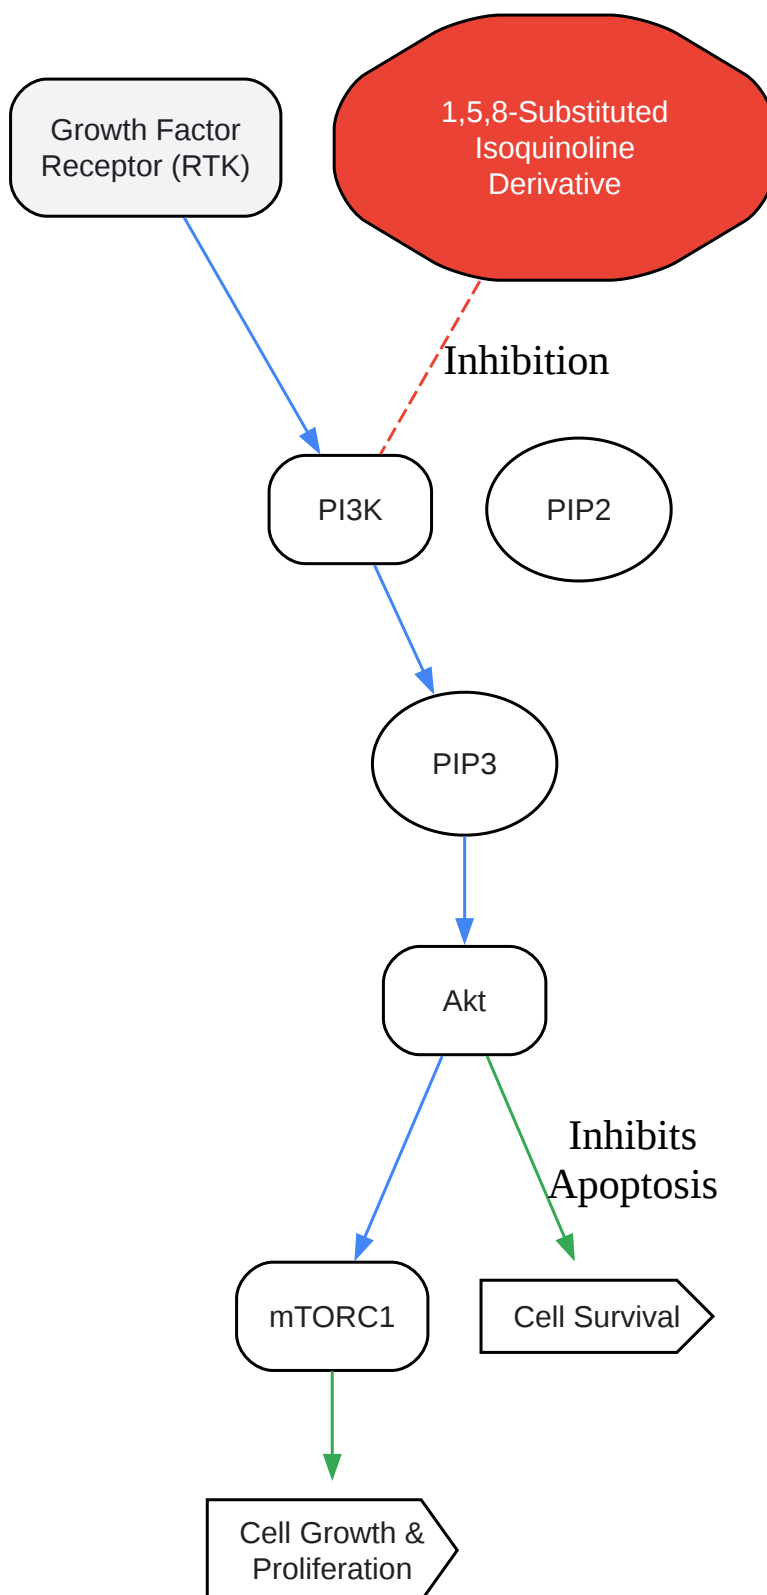 Growth Factor
Receptor (RTK)
1,5,8-Substituted
Isoquinoline
Derivative
Inhibition
PI3K
PIP2
PIP3
Akt
Inhibits
Apoptosis
mTORC1
Cell Survival
Cell Growth &
Proliferation